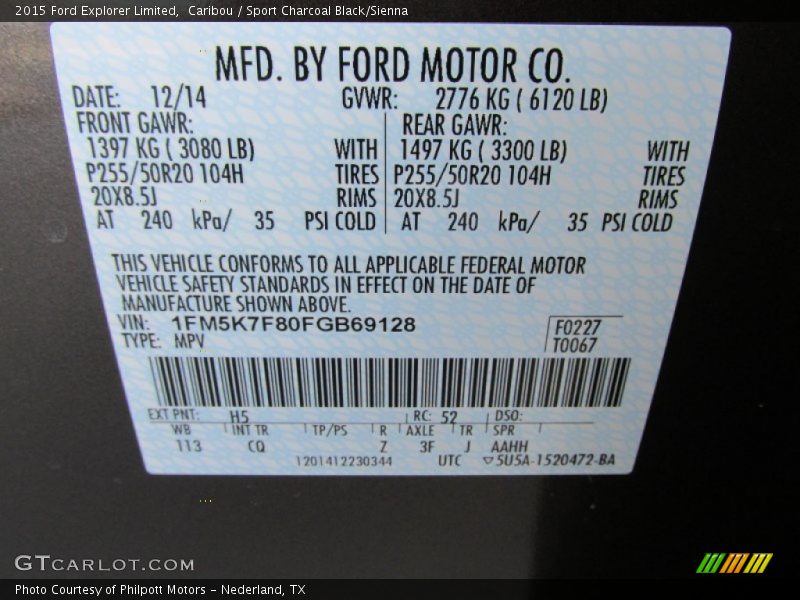 2015 Ford Explorer Limited,  Caribou / Sport Charcoal Black/Sienna
MFD. BY FORD MOTOR CO.
DATE: 12/14 GVWR: 2776 KG ( 6120 LB)
FRONT GAWR: REAR GAWR:
1397 KG ( 3080 LB) WITH 1497 KG ( 3300 LB) WITH
P255/50R20 104H TIRES P255/50R20 104H TIRES
20X8.5J RIMS 20X8.5J RIMS
AT 240 kPa/ 35 PSI COLD AT 240 kPa/ 35 PSI COLD
THIS VEHICLE CONFORMS TO ALL APPLICABLE FEDERAL MOTOR
VEHICLE SAFETY STANDARDS IN EFFECT ON THE DATE OF
MANUFACTURE SHOWN ABOVE.
VIN: 1FM5K7F80FGB69128 F0227
TYPE: MPV T0067
EXT PNT: H5 RC: 52 DSO:
WB INT TR TP/PS R AXLE TR SPR
113 CQ Z 3F J AAHH
1201412230344 UTC ▽5U5A-1520472-BA
GTCARLOT.COM
Photo Courtesy of Philpott Motors - Nederland, TX